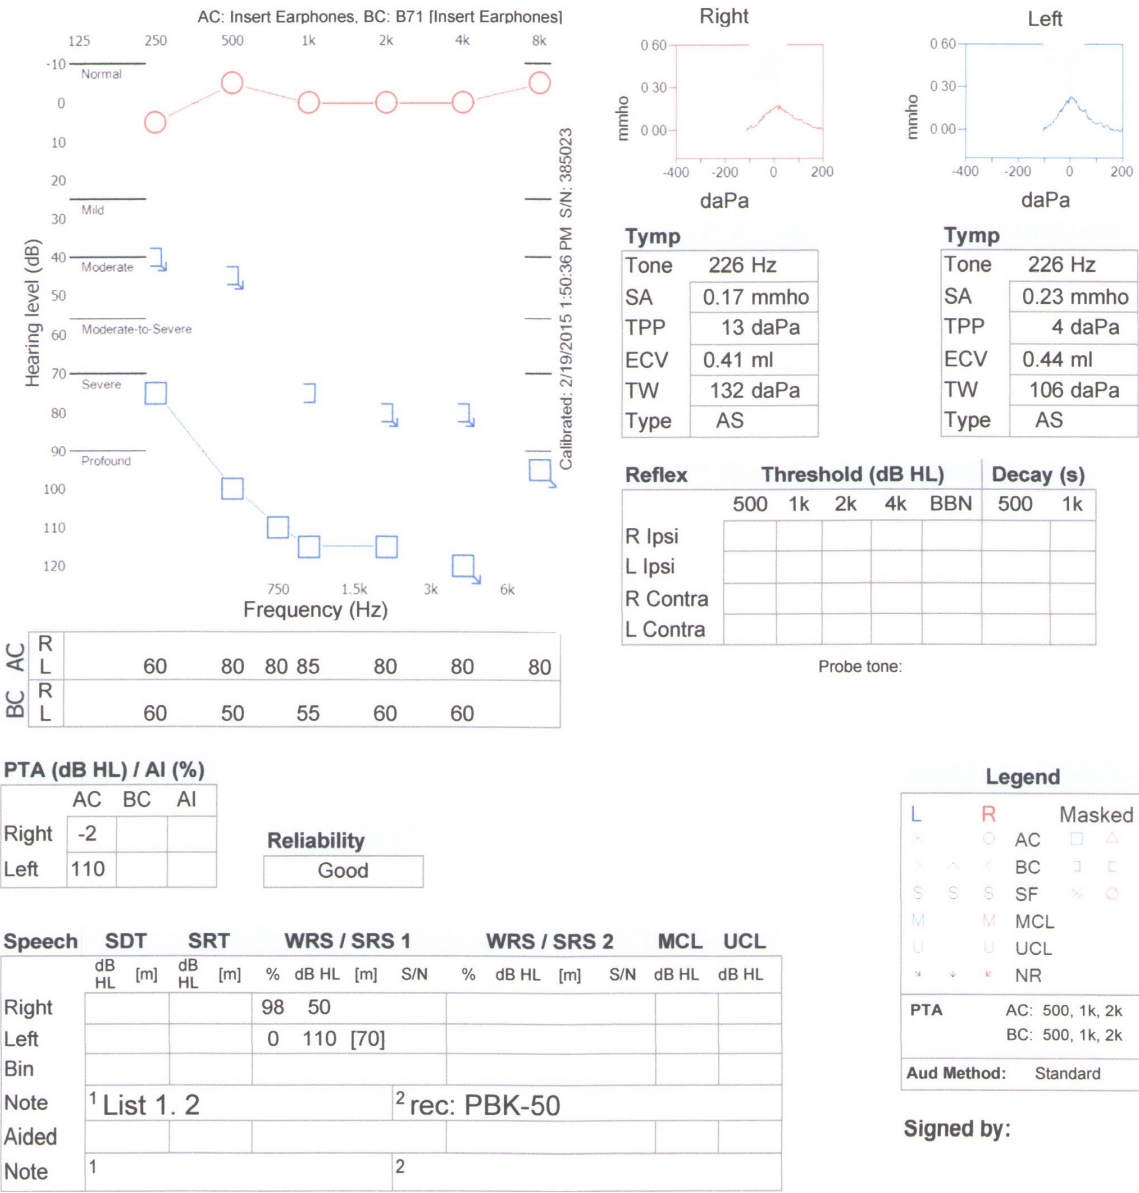 AC: Insert Earphones, BC: B71 [Insert Earphones]
125 250 500 1k 2k 4k 8k
-10
Normal
0
10
20
Mild
30
40
Moderate
50
Moderate-to-Severe
60
70
Severe
80
90
Profound
100
110
120
750 1.5k 3k 6k
Hearing level (dB)
Frequency (Hz)
Calibrated: 2/19/2015 1:50:36 PM S/N: 385023
AC
R
L 60 80 80 85 80 80 80
BC
R
L 60 50 55 60 60
Right
0 60
0 30
0 00
mmho
-400 -200 0 200
daPa
Left
0 60
0 30
0 00
mmho
-400 -200 0 200
daPa
Tymp
Tone 226 Hz
SA 0.17 mmho
TPP 13 daPa
ECV 0.41 ml
TW 132 daPa
Type AS
Tymp
Tone 226 Hz
SA 0.23 mmho
TPP 4 daPa
ECV 0.44 ml
TW 106 daPa
Type AS
Reflex Threshold (dB HL) Decay (s)
500 1k 2k 4k BBN 500 1k
R Ipsi
L Ipsi
R Contra
L Contra
Probe tone:
PTA (dB HL) / AI (%)
AC BC AI
Right -2
Left 110
Reliability
Good
Speech SDT SRT WRS / SRS 1 WRS / SRS 2 MCL UCL
dB HL [m] dB HL [m] % dB HL [m] S/N % dB HL [m] S/N dB HL dB HL
Right 98 50
Left 0 110 [70]
Bin
Note 1 List 1. 2 2 rec: PBK-50
Aided
Note 1 2
Legend
L R Masked
AC
BC
S S S SF
M M MCL
U U UCL
NR
PTA AC: 500, 1k, 2k
BC: 500, 1k, 2k
Aud Method: Standard
Signed by: